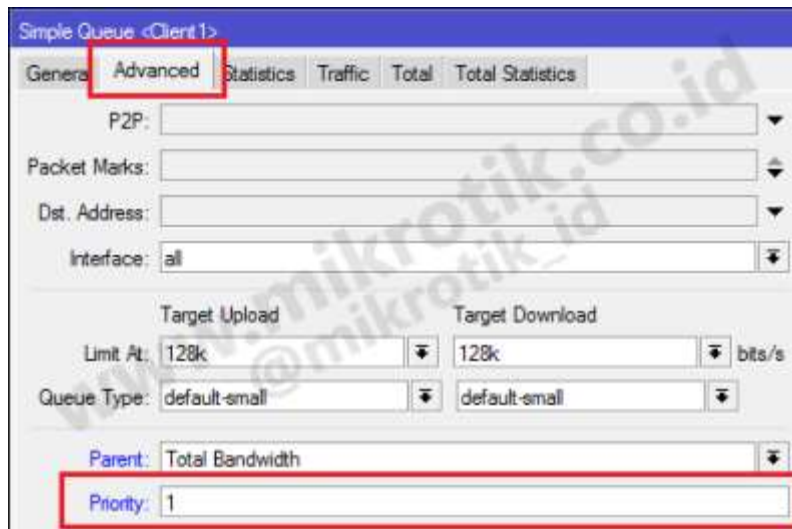 Simple Queue <Client1>
General Advanced Statistics Traffic Total Total Statistics
P2P:
Packet Marks:
Dst. Address:
Interface: all
Target Upload Target Download
Limit At: 128k 128k bits/s
Queue Type: default-small default-small
Parent: Total Bandwidth
Priority: 1
www.mikrotik.co.id
@mikrotik_id